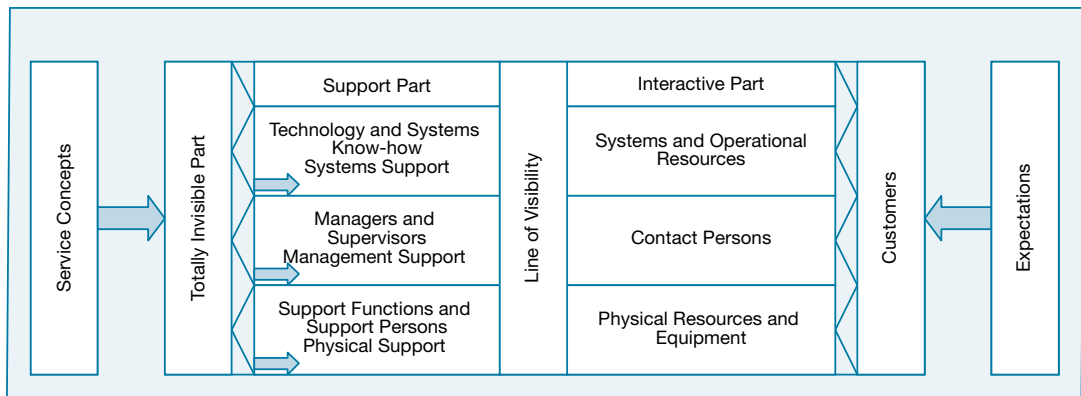 Service Concepts
Totally Invisible Part
Support Part
Technology and Systems
Know-how
Systems Support
Managers and
Supervisors
Management Support
Support Functions and
Support Persons
Physical Support
Line of Visibility
Interactive Part
Systems and Operational
Resources
Contact Persons
Physical Resources and
Equipment
Customers
Expectations